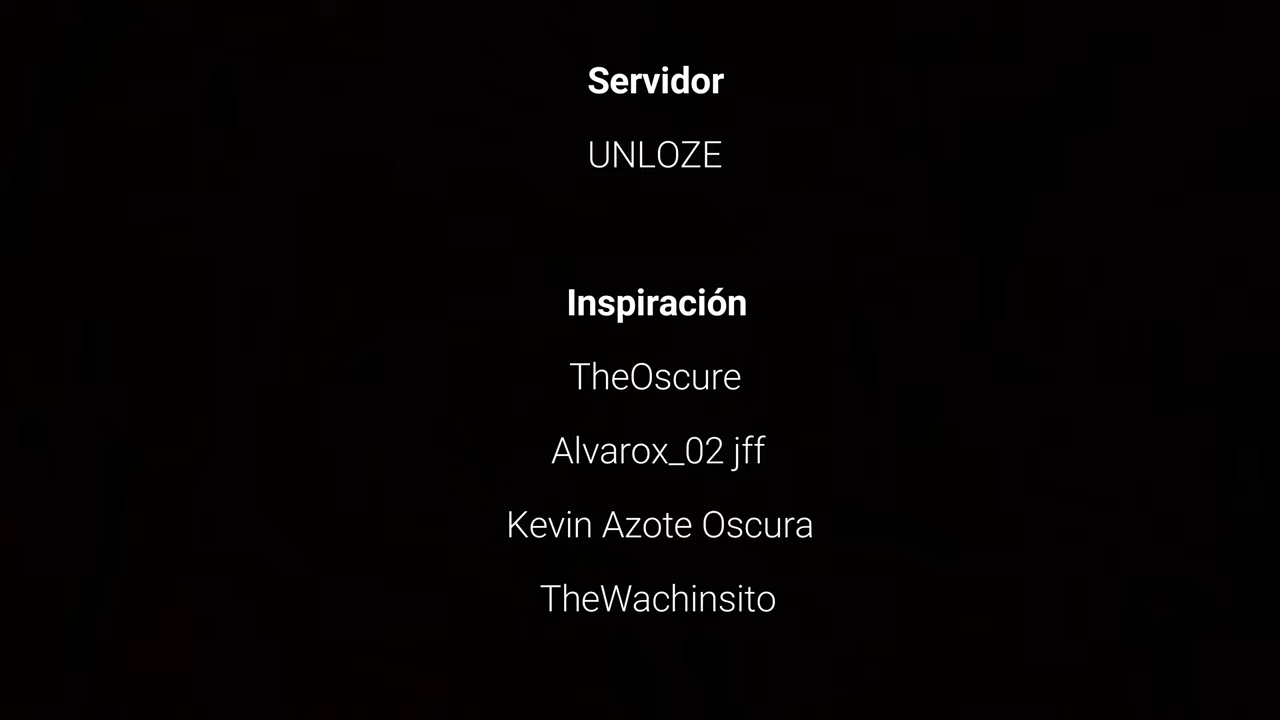 Servidor
UNLOZE
Inspiración
TheOscure
Alvarox_02 jff
Kevin Azote Oscura
TheWachinsito